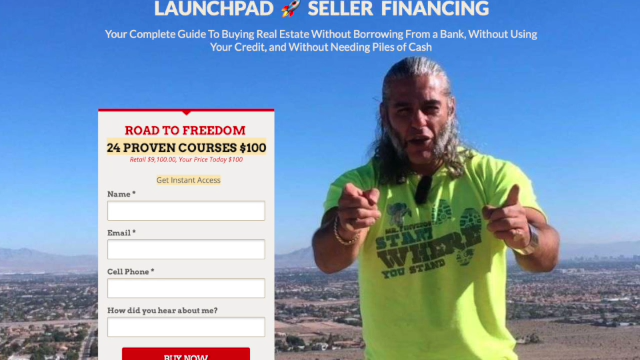 LAUNCHPAD 🚀 SELLER FINANCING
Your Complete Guide To Buying Real Estate Without Borrowing From a Bank, Without Using
Your Credit, and Without Needing Piles of Cash
ROAD TO FREEDOM
24 PROVEN COURSES $100
Retail $9,100.00, Your Price Today $100
Get Instant Access
Name *
Email *
Cell Phone *
How did you hear about me?
BUY NOW
START
WHERE
YOU STAND